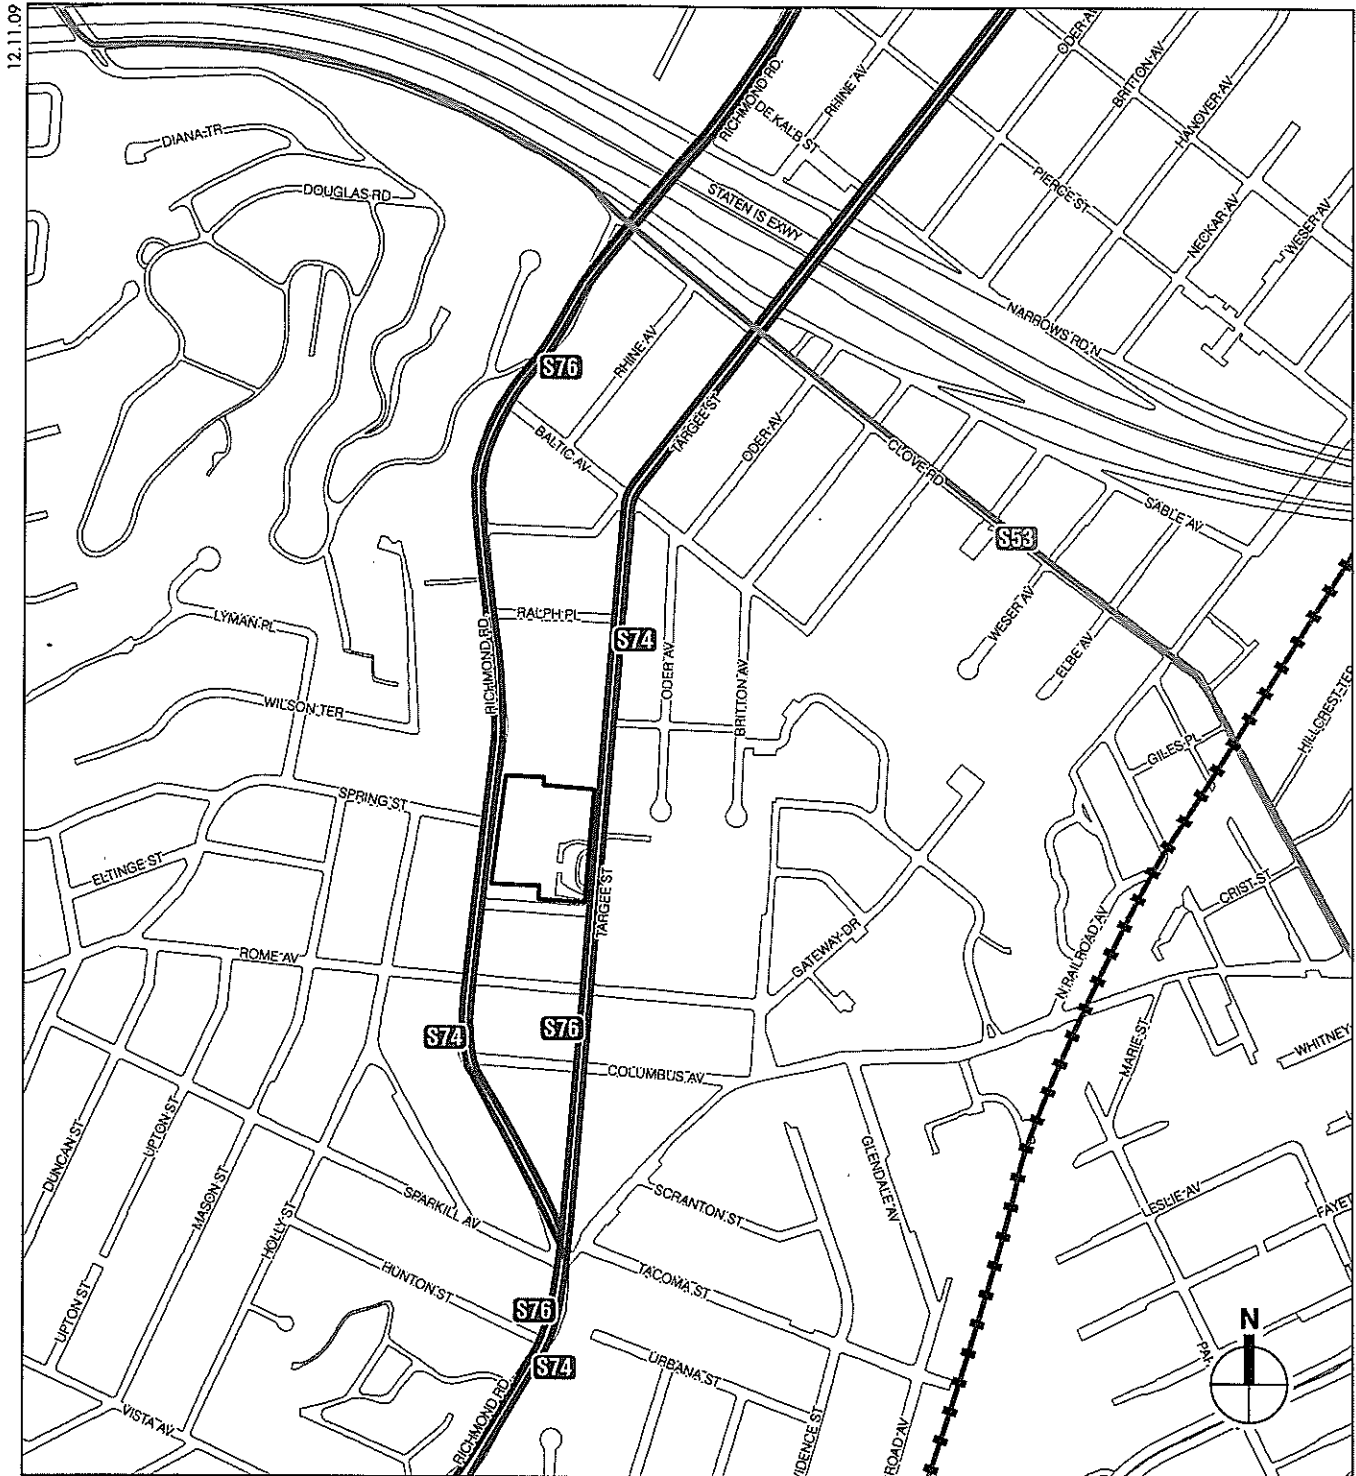 12.11.09
ODER AV
RICHMOND RD.
RHINE AV
BRITTON AV
DE KALB ST
HANOVER AV
DIANA TR
PIERCE ST
DOUGLAS RD
STATEN IS EXWY
NECKAR AV
WESER AV
NARROWS RD N
RHINE AV
S76
TARGEE ST
BALTIC AV
ODER AV
CLOVE RD
SABLE AV
S53
LYMAN PL
RALPH PL
WESER AV
S74
ELBE AV
RICHMOND RD
ODER AV
BRITTON AV
WILSON TER
HILLCREST TER
GILES PL
SPRING ST
ELTINGE ST
CRIST ST
TARGEE ST
ROME AV
GATEWAY DR
N RAILROAD AV
S74
S76
MARIE ST
WHITNEY
COLUMBUS AV
DUNCAN ST
UPTON ST
MASON ST
GLENDALE AV
SPARKILL AV
SCRANTON ST
LESLIE AV
FAYET
HOLLY ST
HUNTON ST
TACOMA ST
UPTON ST
S76
N
S74
URBANA ST
PAR
VISTA AV
RICHMOND RD
VIDENCE ST
ROAD AV